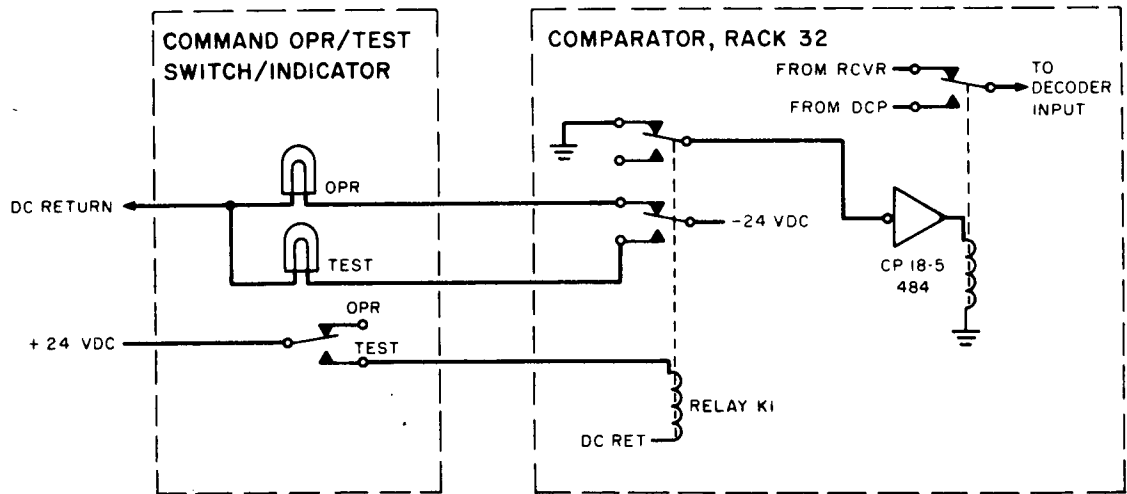 COMMAND OPR/TEST
SWITCH/INDICATOR
COMPARATOR, RACK 32
FROM RCVR
TO
DECODER
INPUT
FROM DCP
OPR
DC RETURN
-24 VDC
TEST
CP 18-5
484
OPR
+ 24 VDC
TEST
RELAY K1
DC RET